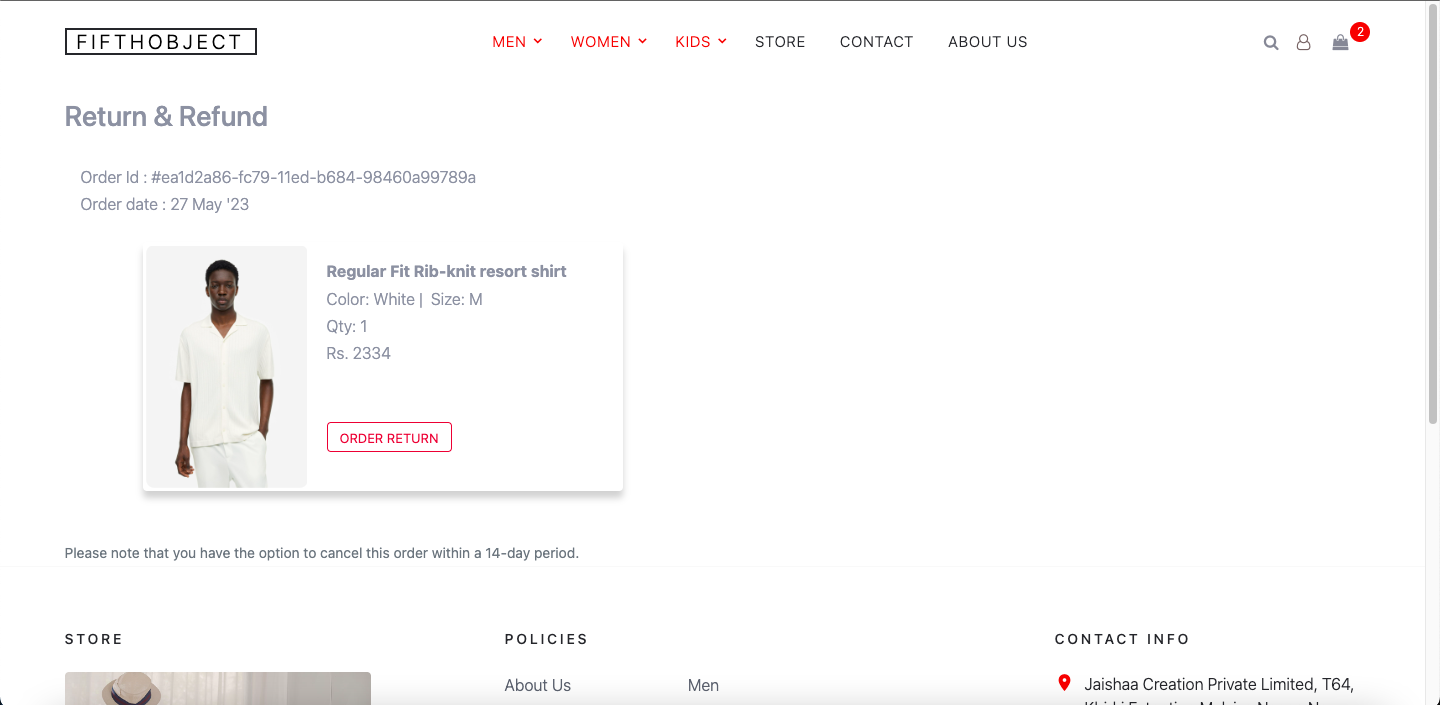 FIFTHOBJECT
MEN WOMEN KIDS STORE CONTACT ABOUT US
2
Return & Refund
Order Id : #ea1d2a86-fc79-11ed-b684-98460a99789a
Order date : 27 May '23
Regular Fit Rib-knit resort shirt
Color: White | Size: M
Qty: 1
Rs. 2334
ORDER RETURN
Please note that you have the option to cancel this order within a 14-day period.
STORE
POLICIES
About Us
Men
CONTACT INFO
Jaishaa Creation Private Limited, T64,